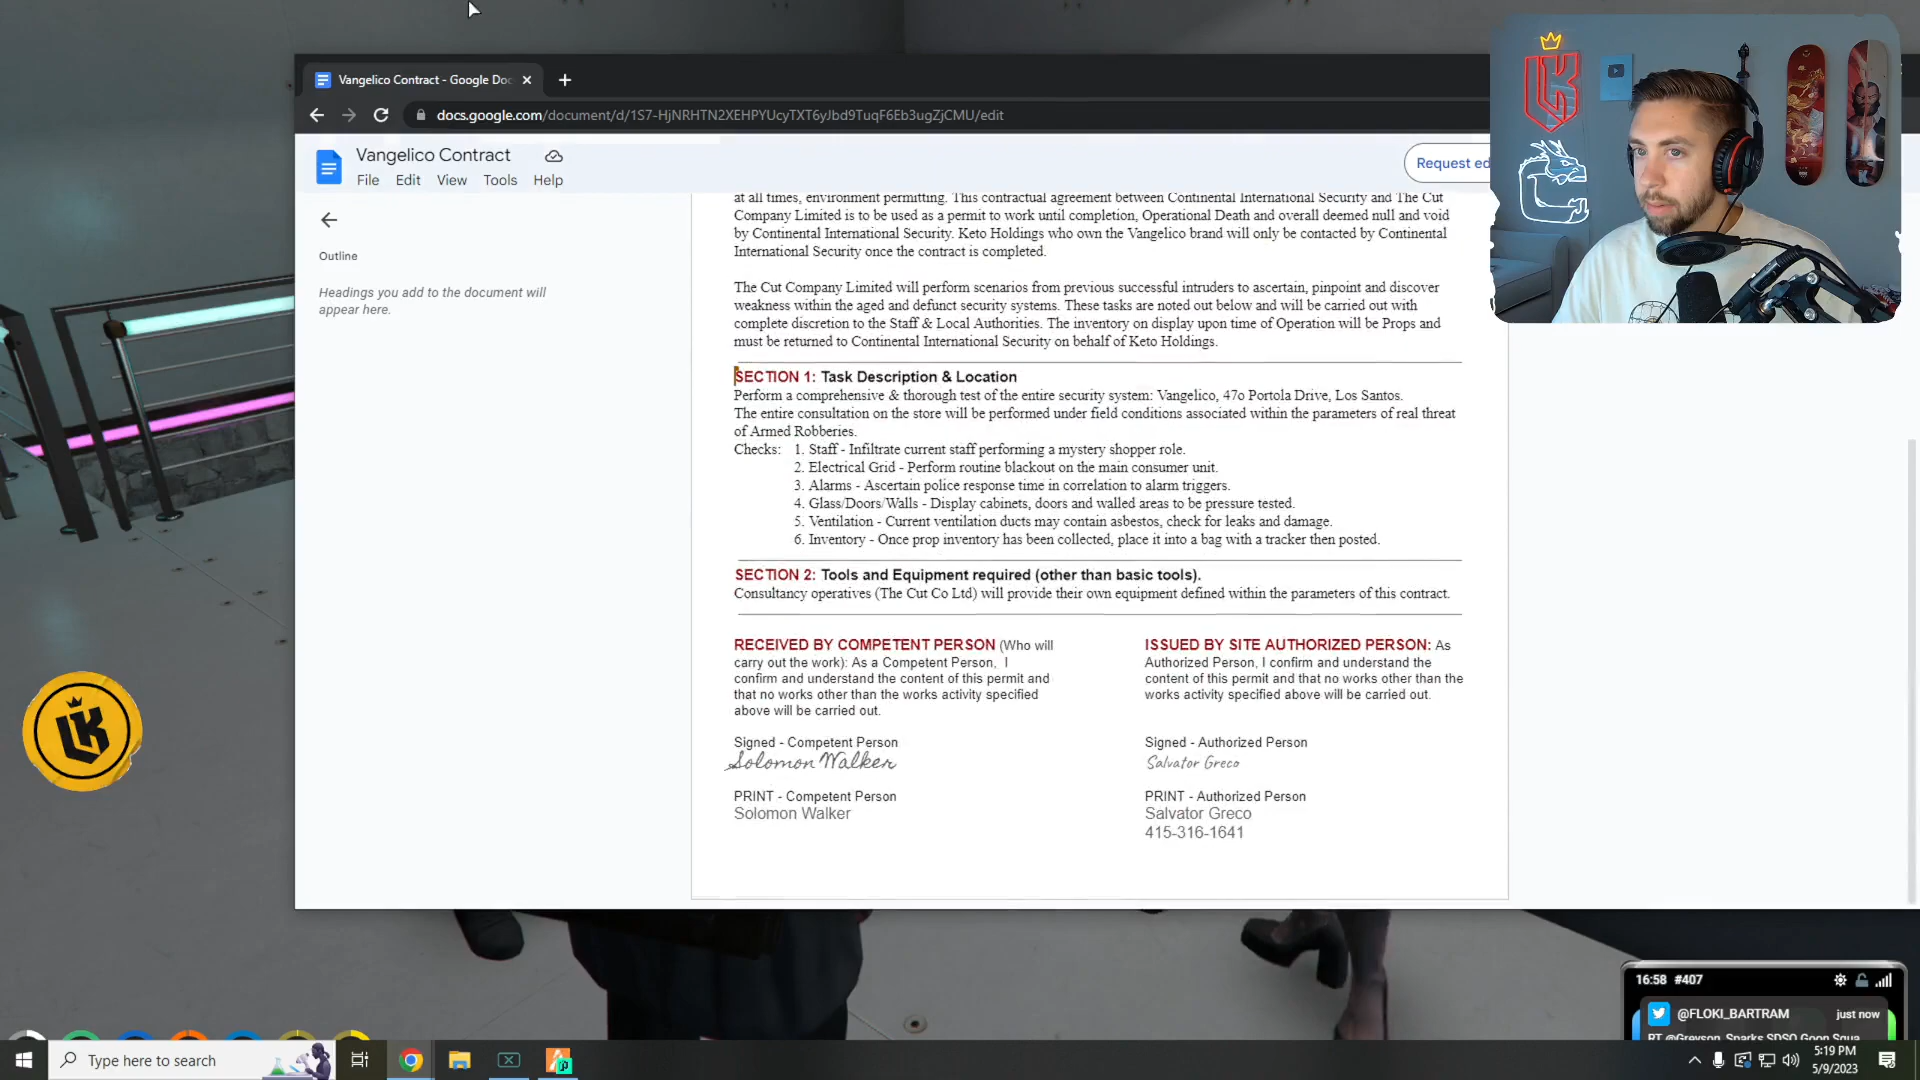 Vangelico Contract - Google Doc
docs.google.com/document/d/1S7-HjNRHTN2XEHPYUcyTXT6yJbd9TuqF6Eb3ugZjCMU/edit
Vangelico Contract
File Edit View Tools Help
Request ed
Outline
Headings you add to the document will
appear here.
at all times, environment permitting. This contractual agreement between Continental International Security and The Cut
Company Limited is to be used as a permit to work until completion, Operational Death and overall deemed null and void
by Continental International Security. Keto Holdings who own the Vangelico brand will only be contacted by Continental
International Security once the contract is completed.
The Cut Company Limited will perform scenarios from previous successful intruders to ascertain, pinpoint and discover
weakness within the aged and defunct security systems. These tasks are noted out below and will be carried out with
complete discretion to the Staff & Local Authorities. The inventory on display upon time of Operation will be Props and
must be returned to Continental International Security on behalf of Keto Holdings.
SECTION 1: Task Description & Location
Perform a comprehensive & thorough test of the entire security system: Vangelico, 47o Portola Drive, Los Santos.
The entire consultation on the store will be performed under field conditions associated within the parameters of real threat
of Armed Robberies.
Checks: 1. Staff - Infiltrate current staff performing a mystery shopper role.
2. Electrical Grid - Perform routine blackout on the main consumer unit.
3. Alarms - Ascertain police response time in correlation to alarm triggers.
4. Glass/Doors/Walls - Display cabinets, doors and walled areas to be pressure tested.
5. Ventilation - Current ventilation ducts may contain asbestos, check for leaks and damage.
6. Inventory - Once prop inventory has been collected, place it into a bag with a tracker then posted.
SECTION 2: Tools and Equipment required (other than basic tools).
Consultancy operatives (The Cut Co Ltd) will provide their own equipment defined within the parameters of this contract.
RECEIVED BY COMPETENT PERSON (Who will
carry out the work): As a Competent Person, I
confirm and understand the content of this permit and
that no works other than the works activity specified
above will be carried out.
Signed - Competent Person
Solomon Walker
PRINT - Competent Person
Solomon Walker
ISSUED BY SITE AUTHORIZED PERSON: As
Authorized Person, I confirm and understand the
content of this permit and that no works other than the
works activity specified above will be carried out.
Signed - Authorized Person
Salvator Greco
PRINT - Authorized Person
Salvator Greco
415-316-1641
LK
16:58 #407
@FLOKI_BARTRAM just now
RT @Greyson_Sparks SDSO Goon Squa
Type here to search
5:19 PM
5/9/2023